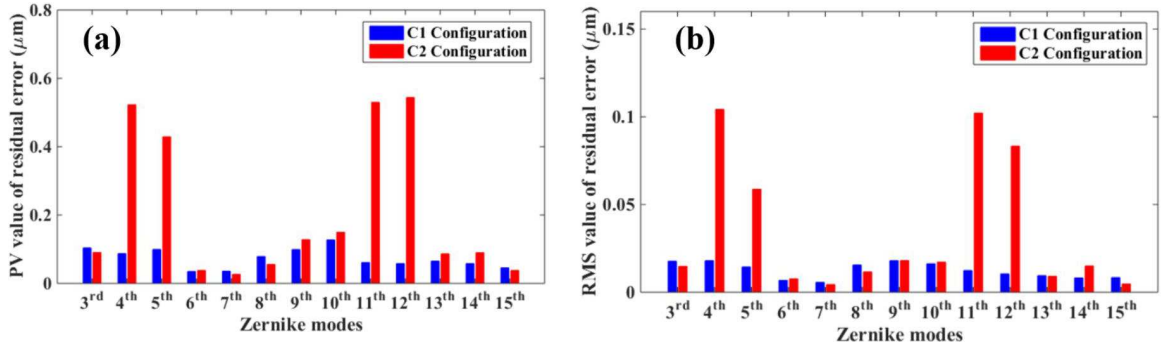 (a)
C1 Configuration
C2 Configuration
PV value of residual error (μm)
0.8
0.6
0.4
0.2
0
3rd 4th 5th 6th 7th 8th 9th 10th 11th 12th 13th 14th 15th
Zernike modes
(b)
C1 Configuration
C2 Configuration
RMS value of residual error (μm)
0.15
0.1
0.05
0
3rd 4th 5th 6th 7th 8th 9th 10th 11th 12th 13th 14th 15th
Zernike modes